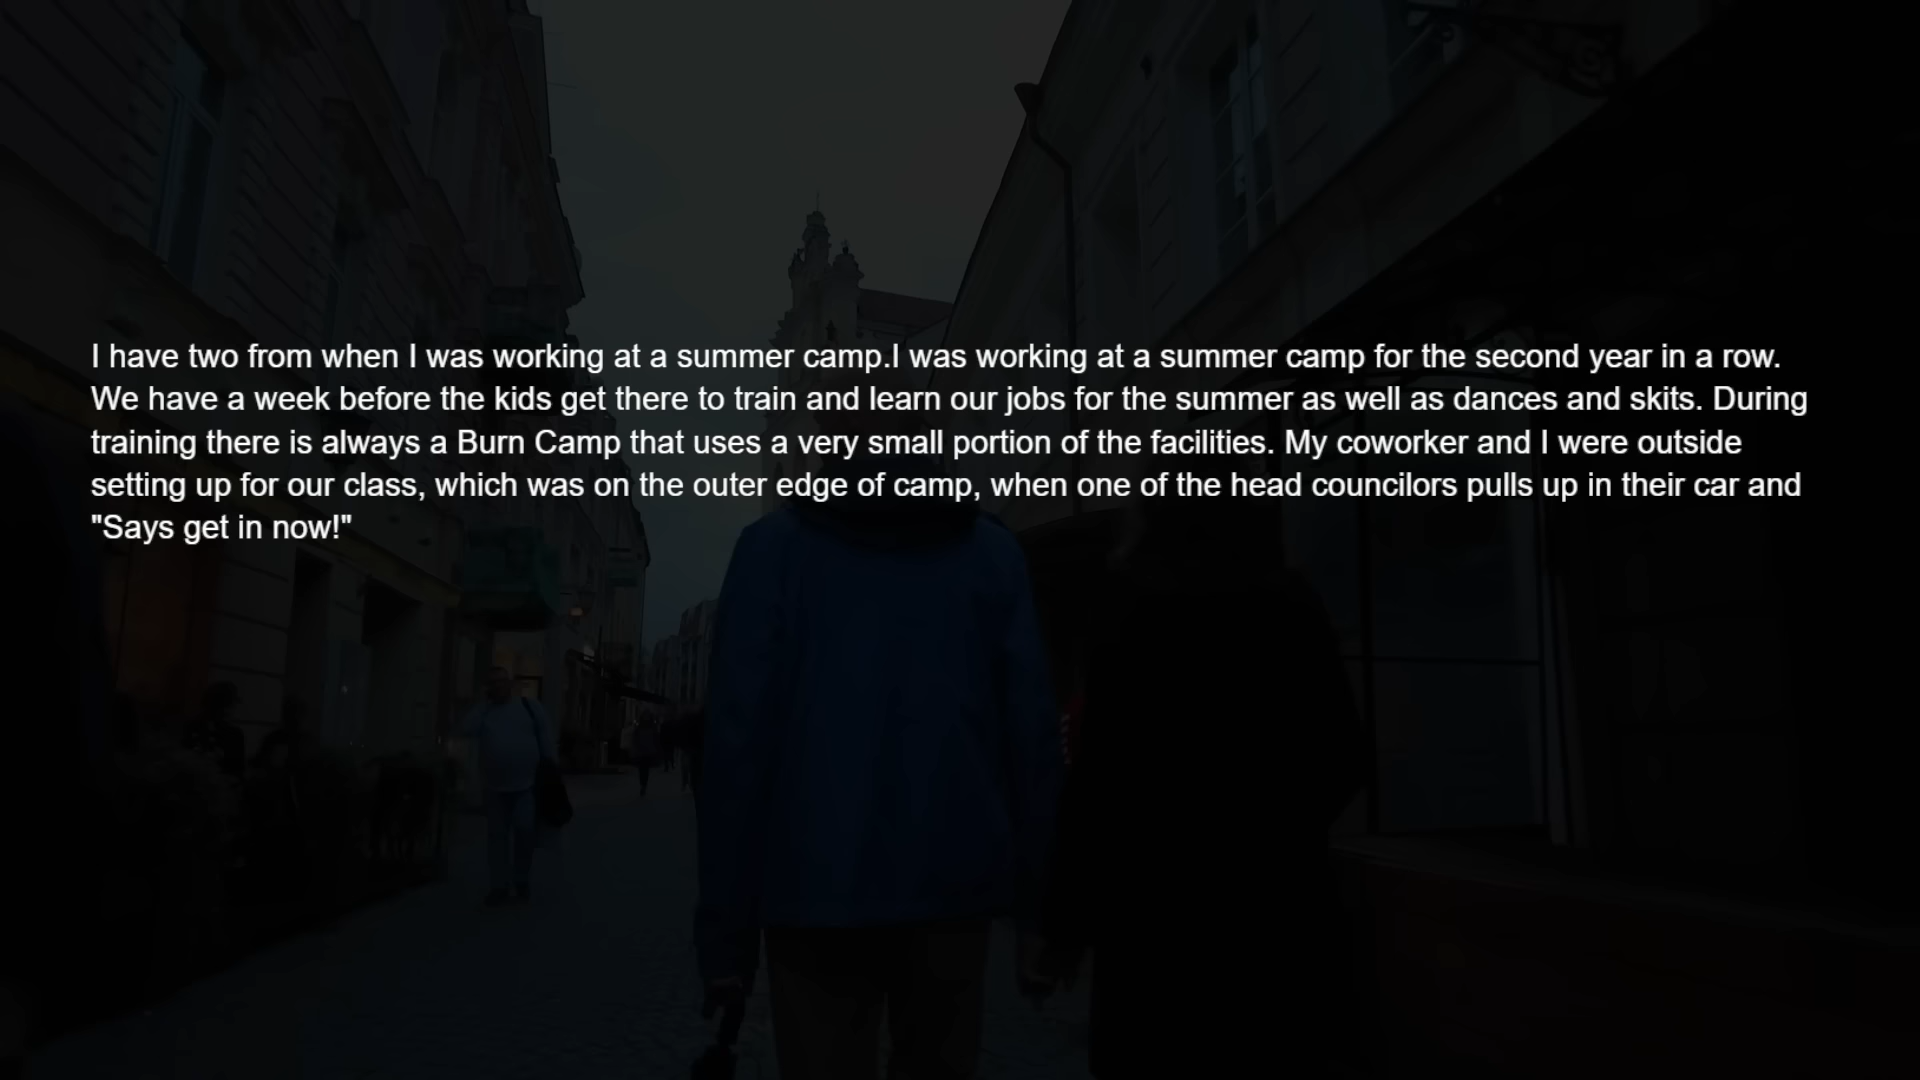 I have two from when I was working at a summer camp.I was working at a summer camp for the second year in a row.
We have a week before the kids get there to train and learn our jobs for the summer as well as dances and skits. During
training there is always a Burn Camp that uses a very small portion of the facilities. My coworker and I were outside
setting up for our class, which was on the outer edge of camp, when one of the head councilors pulls up in their car and
"Says get in now!"